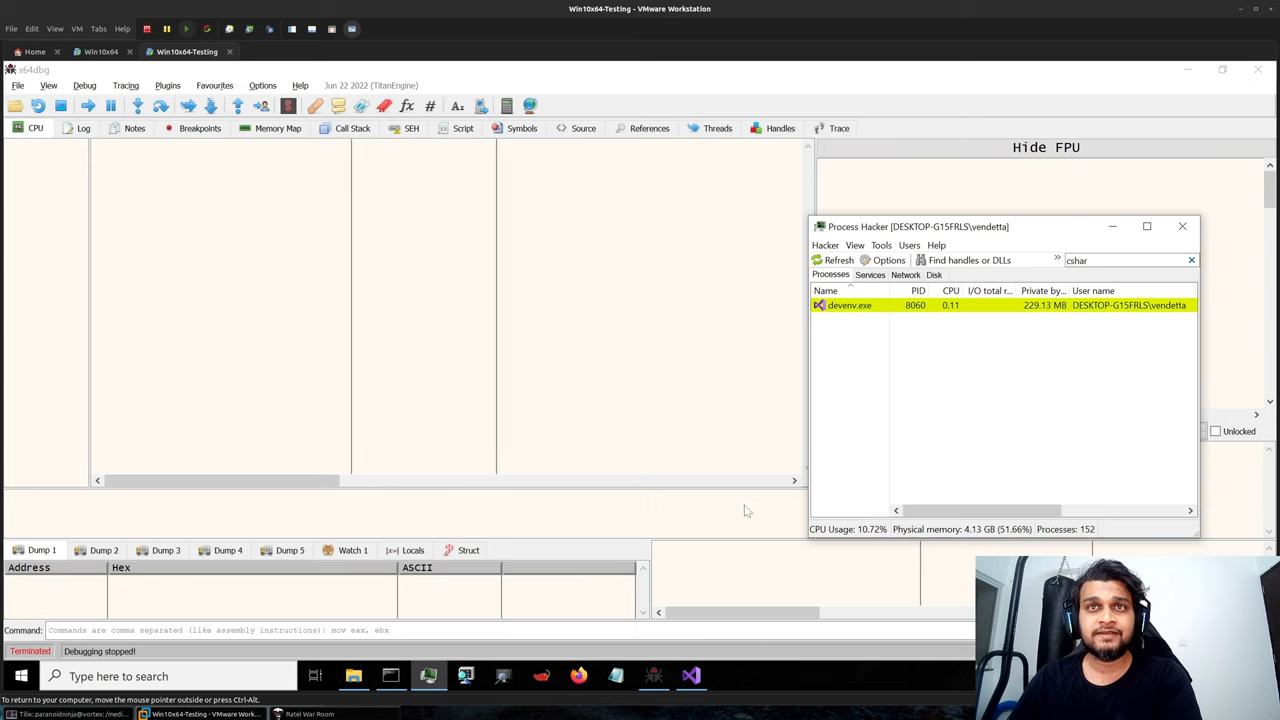 Win10x64-Testing - VMware Workstation
File Edit View VM Tabs Help
Home Win10x64 Win10x64-Testing
x64dbg
File View Debug Tracing Plugins Favourites Options Help Jun 22 2022 (TitanEngine)
CPU Log Notes Breakpoints Memory Map Call Stack SEH Script Symbols Source References Threads Handles Trace
Hide FPU
Process Hacker [DESKTOP-G15FRLS\vendetta]
Hacker View Tools Users Help
Refresh Options Find handles or DLLs » cshar
Processes Services Network Disk
Name PID CPU I/O total r... Private by... User name
devenv.exe 8060 0.11 229.13 MB DESKTOP-G15FRLS\vendetta
Unlocked
CPU Usage: 10.72% Physical memory: 4.13 GB (51.66%) Processes: 152
Dump 1 Dump 2 Dump 3 Dump 4 Dump 5 Watch 1 Locals Struct
Address Hex ASCII
Command: Commands are comma separated (like assembly instructions): mov eax, ebx
Terminated Debugging stopped!
Type here to search
To return to your computer, move the mouse pointer outside or press Ctrl-Alt.
Tilix: paranoidninja@vortex: /medi... Win10x64-Testing - VMware Work... Ratel War Room